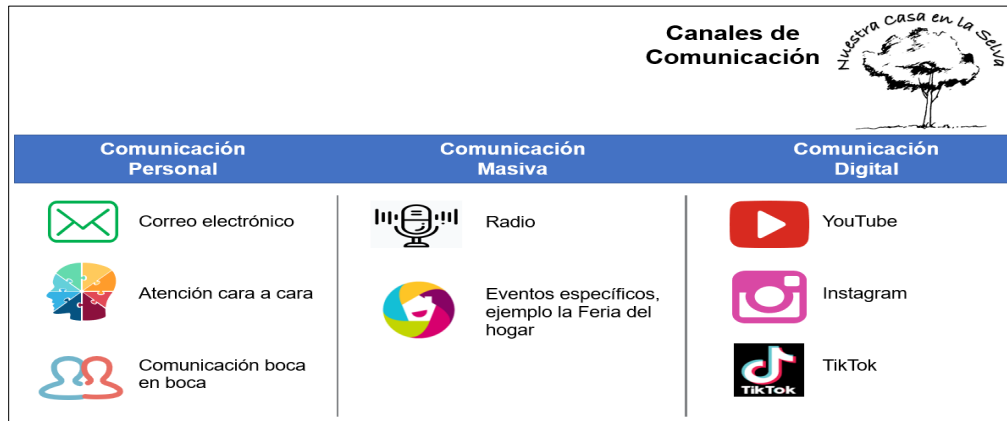 Canales de
Comunicación
Nuestra Casa en La Selva
Comunicación
Personal
Comunicación
Masiva
Comunicación
Digital
Correo electrónico
Atención cara a cara
Comunicación boca
en boca
Radio
Eventos específicos,
ejemplo la Feria del
hogar
YouTube
Instagram
TikTok
TikTok